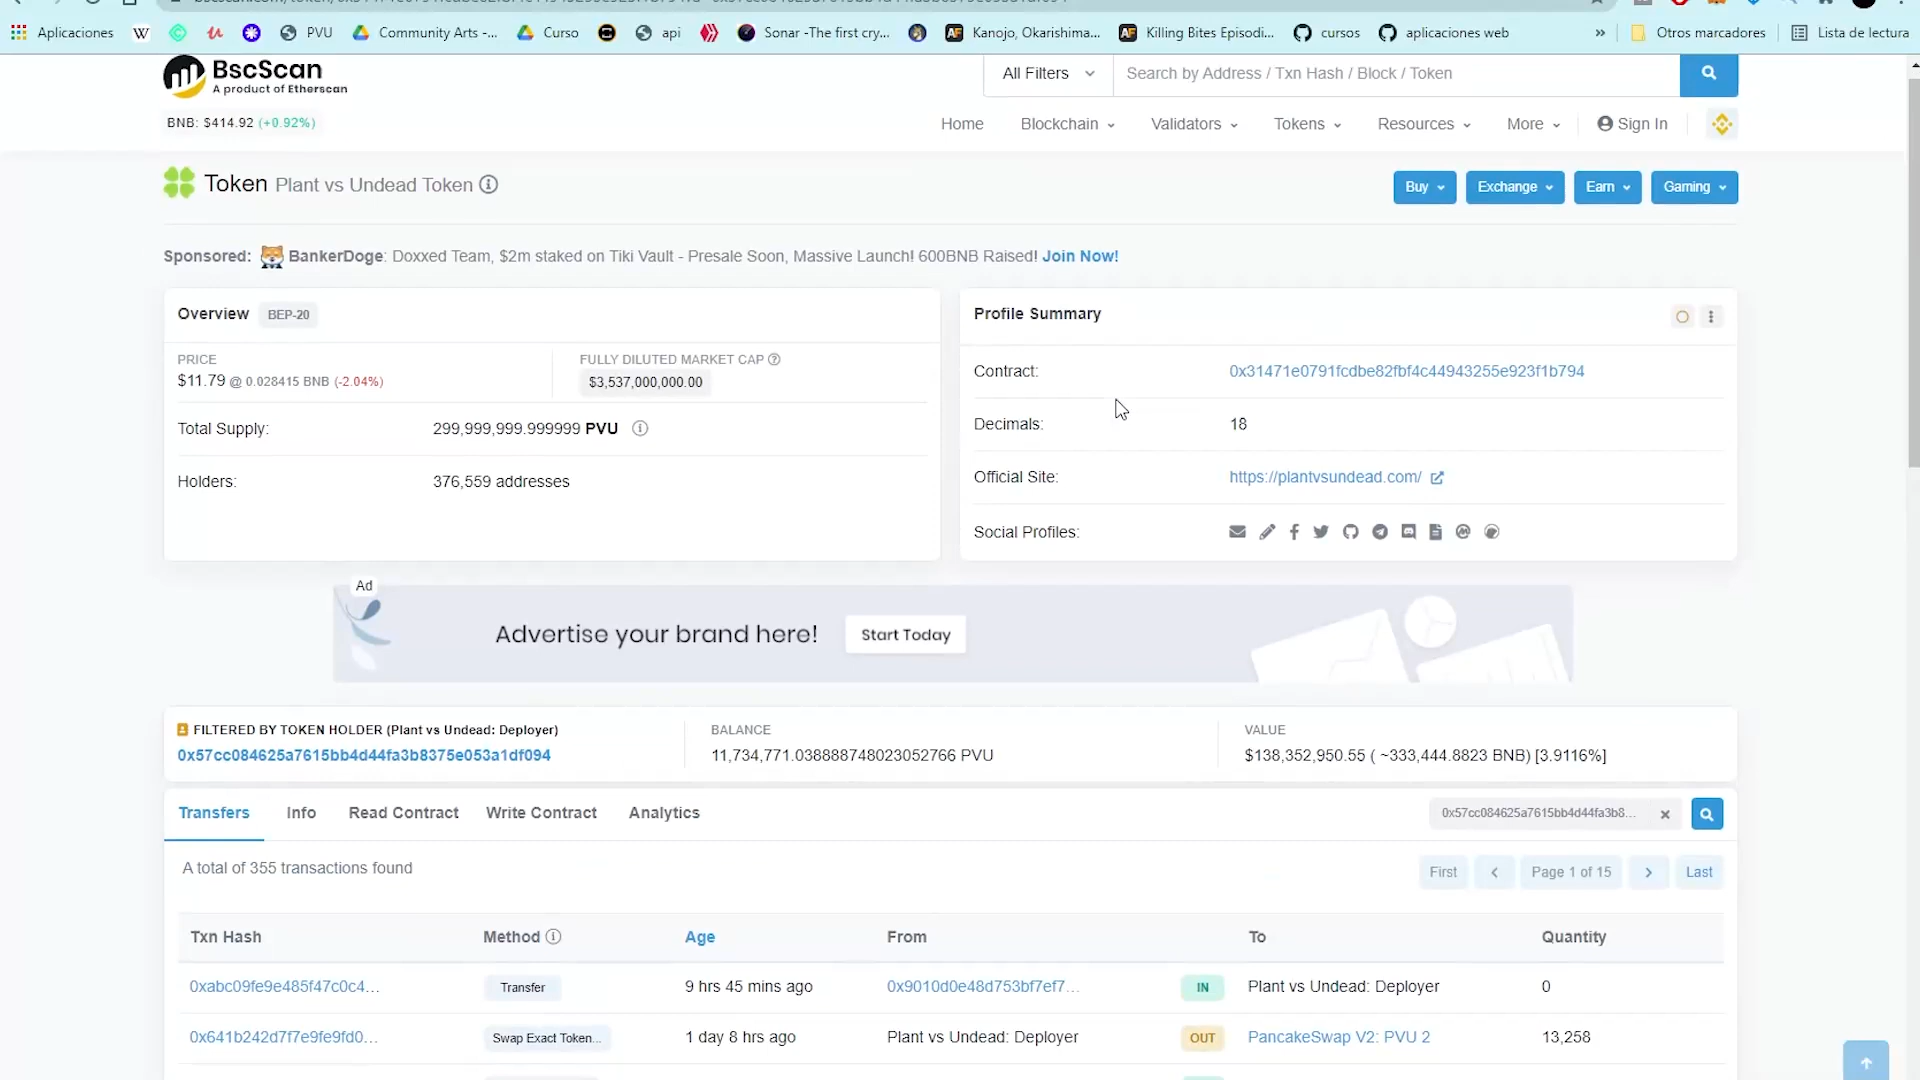 Aplicaciones
PVU
Community Arts -...
Curso
api
Sonar -The first cry...
Kanojo, Okarishima...
Killing Bites Episodi...
cursos
aplicaciones web
»
Otros marcadores
Lista de lectura
BscScan
A product of Etherscan
All Filters
Search by Address / Txn Hash / Block / Token
BNB: $414.92 (+0.92%)
Home
Blockchain
Validators
Tokens
Resources
More
Sign In
Token Plant vs Undead Token
Buy
Exchange
Earn
Gaming
Sponsored: BankerDoge: Doxxed Team, $2m staked on Tiki Vault - Presale Soon, Massive Launch! 600BNB Raised! Join Now!
Overview BEP-20
PRICE
$11.79 @ 0.028415 BNB (-2.04%)
FULLY DILUTED MARKET CAP
$3,537,000,000.00
Total Supply: 299,999,999.999999 PVU
Holders: 376,559 addresses
Profile Summary
Contract: 0x31471e0791fcdbe82fbf4c44943255e923f1b794
Decimals: 18
Official Site: https://plantvsundead.com/
Social Profiles:
Ad
Advertise your brand here!
Start Today
FILTERED BY TOKEN HOLDER (Plant vs Undead: Deployer)
0x57cc084625a7615bb4d44fa3b8375e053a1df094
BALANCE
11,734,771.038888748023052766 PVU
VALUE
$138,352,950.55 ( ~333,444.8823 BNB) [3.9116%]
Transfers
Info
Read Contract
Write Contract
Analytics
0x57cc084625a7615bb4d44fa3b8...
A total of 355 transactions found
First
Page 1 of 15
Last
Txn Hash Method Age From To Quantity
0xabc09fe9e485f47c0c4... Transfer 9 hrs 45 mins ago 0x9010d0e48d753bf7ef7... IN Plant vs Undead: Deployer 0
0x641b242d7f7e9fe9fd0... Swap Exact Token... 1 day 8 hrs ago Plant vs Undead: Deployer OUT PancakeSwap V2: PVU 2 13,258